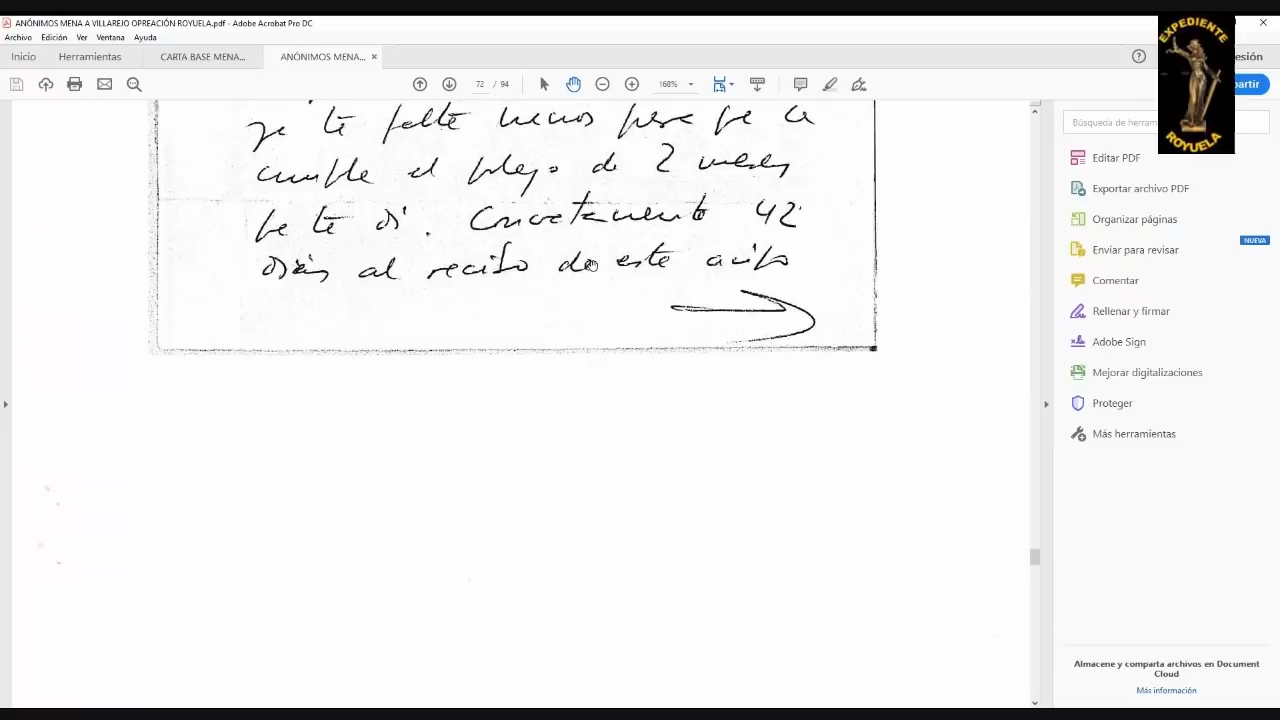 ANÓNIMOS MENA A VILLAREJO OPREACIÓN ROYUELA.pdf - Adobe Acrobat Pro DC
Archivo Edición Ver Ventana Ayuda
Inicio Herramientas CARTA BASE MENA... ANÓNIMOS MENA... ×
72 / 94 168%
esión
partir
EXPEDIENTE
ROYUELA
ya te falta menos para que
cumple el plazo de 2 meses
que te di. Concretamente 42
días al recibo de este aviso
Búsqueda de herram
Editar PDF
Exportar archivo PDF
Organizar páginas
Enviar para revisar
NUEVA
Comentar
Rellenar y firmar
Adobe Sign
Mejorar digitalizaciones
Proteger
Más herramientas
Almacene y comparta archivos en Document
Cloud
Más información